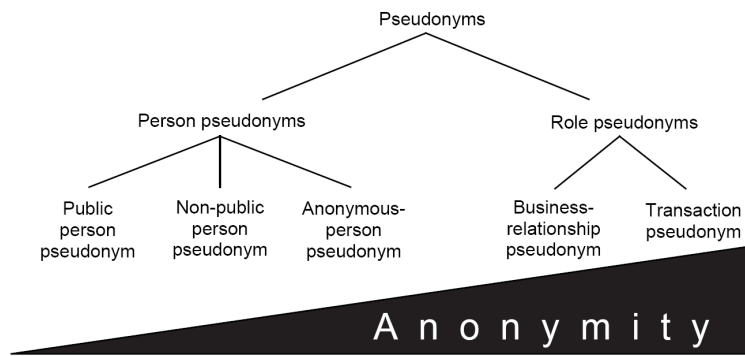 Pseudonyms
Person pseudonyms
Role pseudonyms
Public
person
pseudonym
Non-public
person
pseudonym
Anonymous-
person
pseudonym
Business-
relationship
pseudonym
Transaction
pseudonym
Anonymity